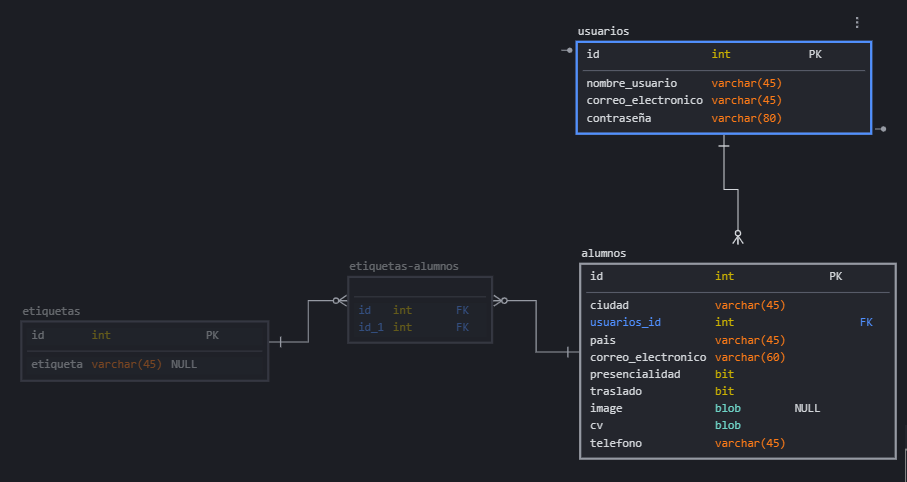 usuarios
id int PK
nombre_usuario varchar(45)
correo_electronico varchar(45)
contraseña varchar(80)
alumnos
id int PK
ciudad varchar(45)
usuarios_id int FK
pais varchar(45)
correo_electronico varchar(60)
presencialidad bit
traslado bit
image blob NULL
cv blob
telefono varchar(45)
etiquetas-alumnos
id int FK
id_1 int FK
etiquetas
id int PK
etiqueta varchar(45) NULL